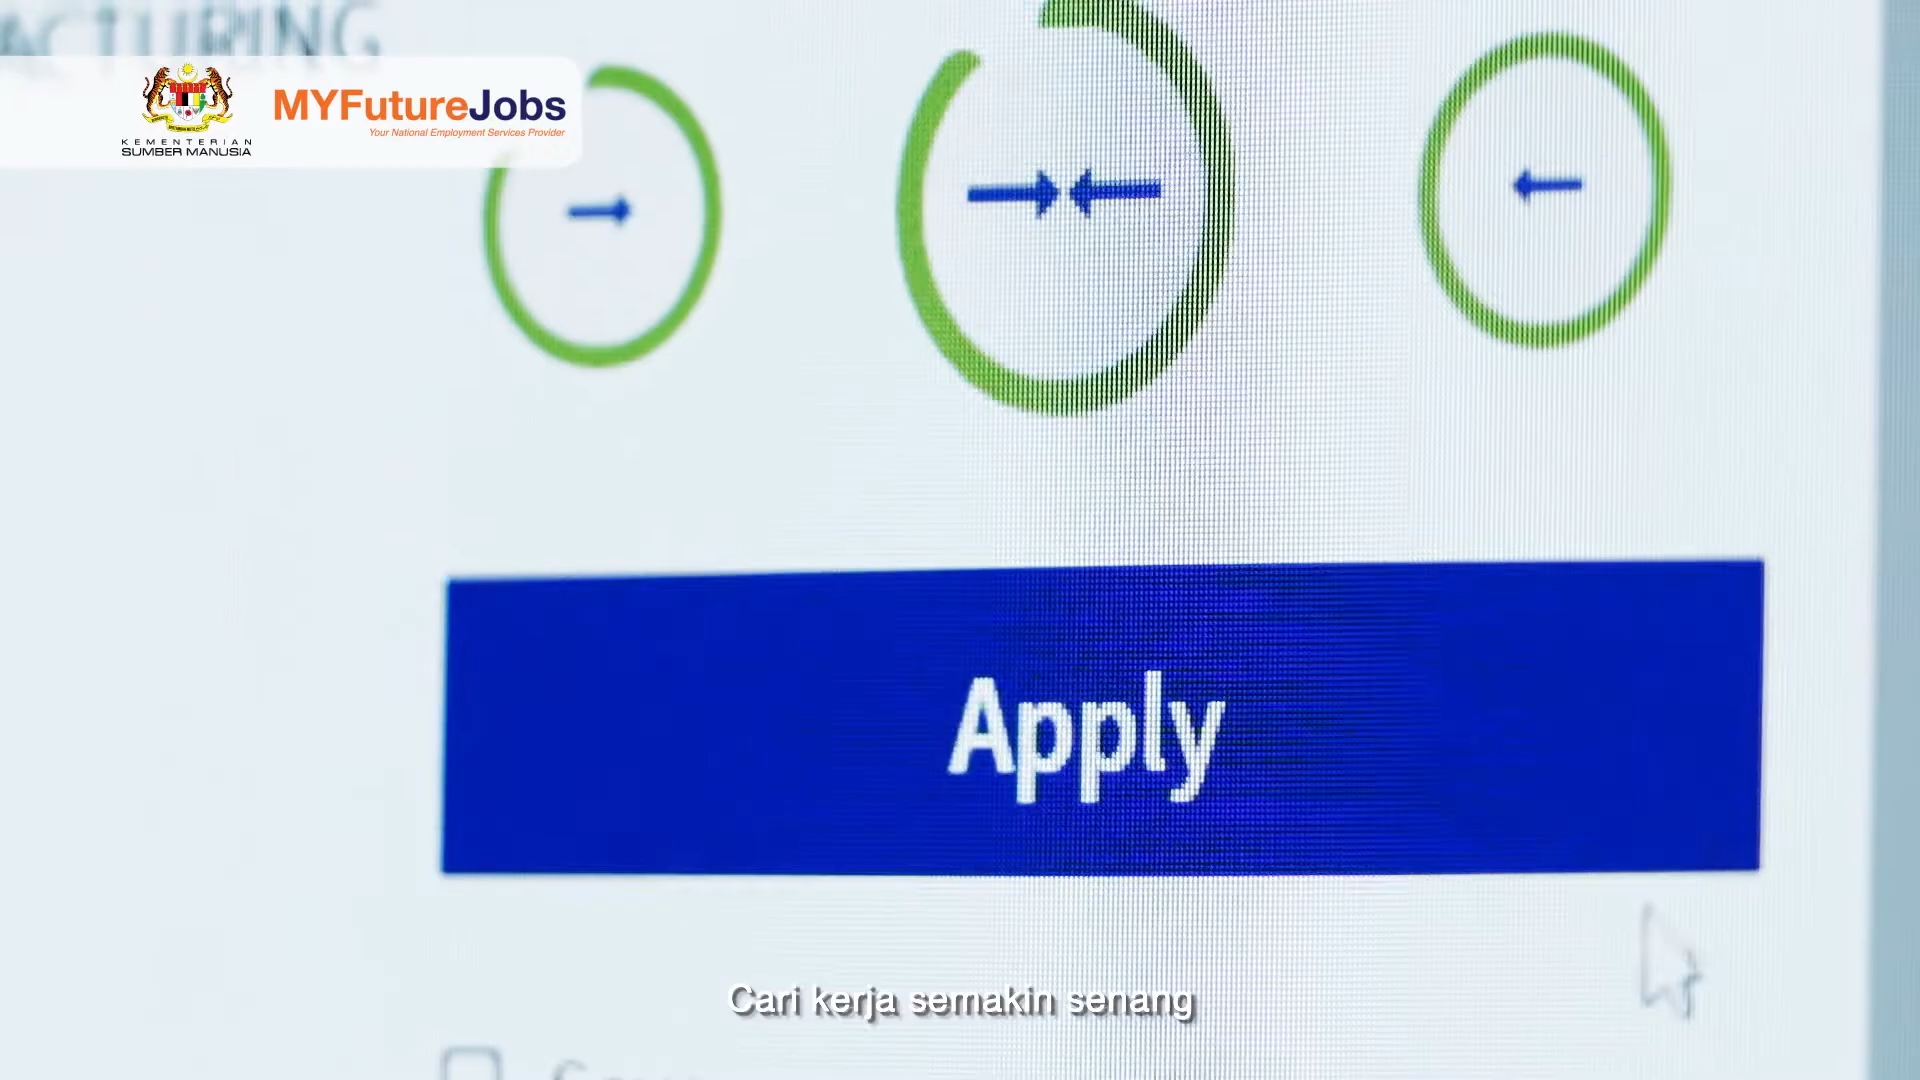 MYFutureJobs
Your National Employment Services Provider
KEMENTERIAN
SUMBER MANUSIA
Apply
Cari kerja semakin senang